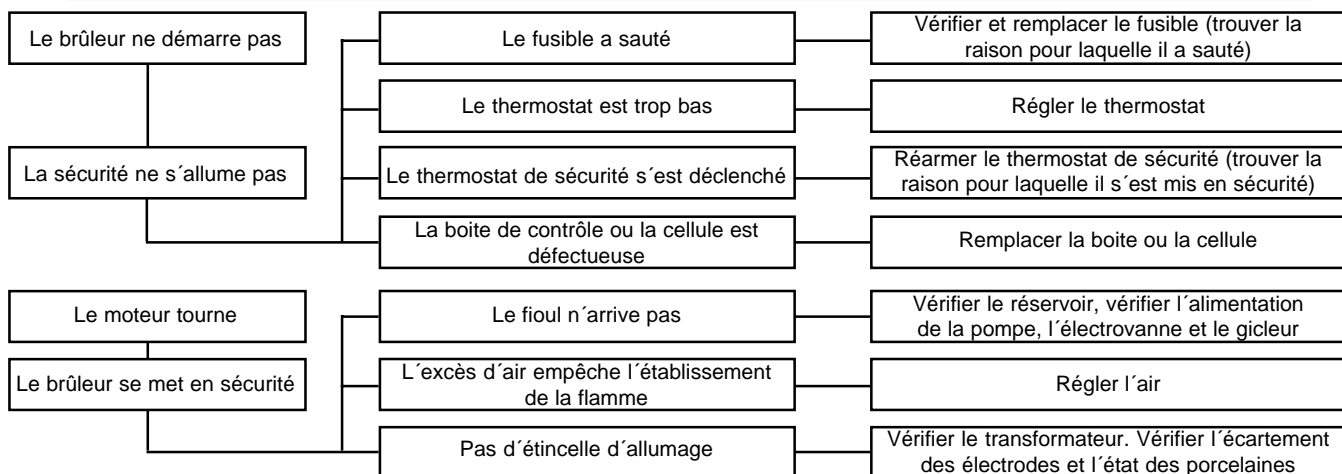 Le brûleur ne démarre pas
Le fusible a sauté
Vérifier et remplacer le fusible (trouver la
raison pour laquelle il a sauté)
Le thermostat est trop bas
Régler le thermostat
La sécurité ne s´allume pas
Le thermostat de sécurité s´est déclenché
Réarmer le thermostat de sécurité (trouver la
raison pour laquelle il s´est mis en sécurité)
La boite de contrôle ou la cellule est
défectueuse
Remplacer la boite ou la cellule
Le moteur tourne
Le fioul n´arrive pas
Vérifier le réservoir, vérifier l´alimentation
de la pompe, l´électrovanne et le gicleur
Le brûleur se met en sécurité
L´excès d´air empêche l´établissement
de la flamme
Régler l´air
Pas d´étincelle d´allumage
Vérifier le transformateur. Vérifier l´écartement
des électrodes et l´état des porcelaines